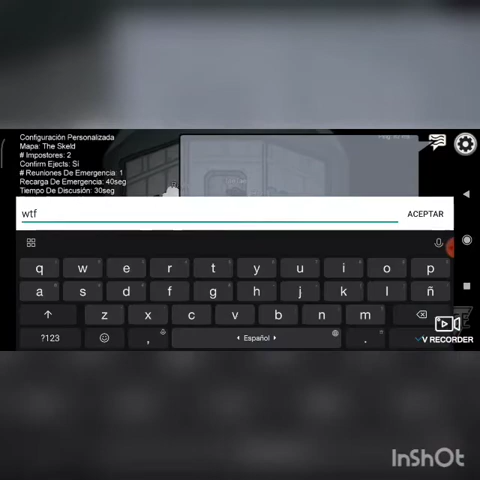 Configuración Personalizada
Mapa: The Skeld
# Impostores: 2
Confirm Ejects: Sí
# Reuniones De Emergencia 1
Recarga De Emergencia: 40seg
Tiempo De Discusión: 30seg
wtf
ACEPTAR
q w e r t y u i o p
a s d f g h j k l ñ
z x c v b n m
?123 , Español .
V RECORDER
InShOt